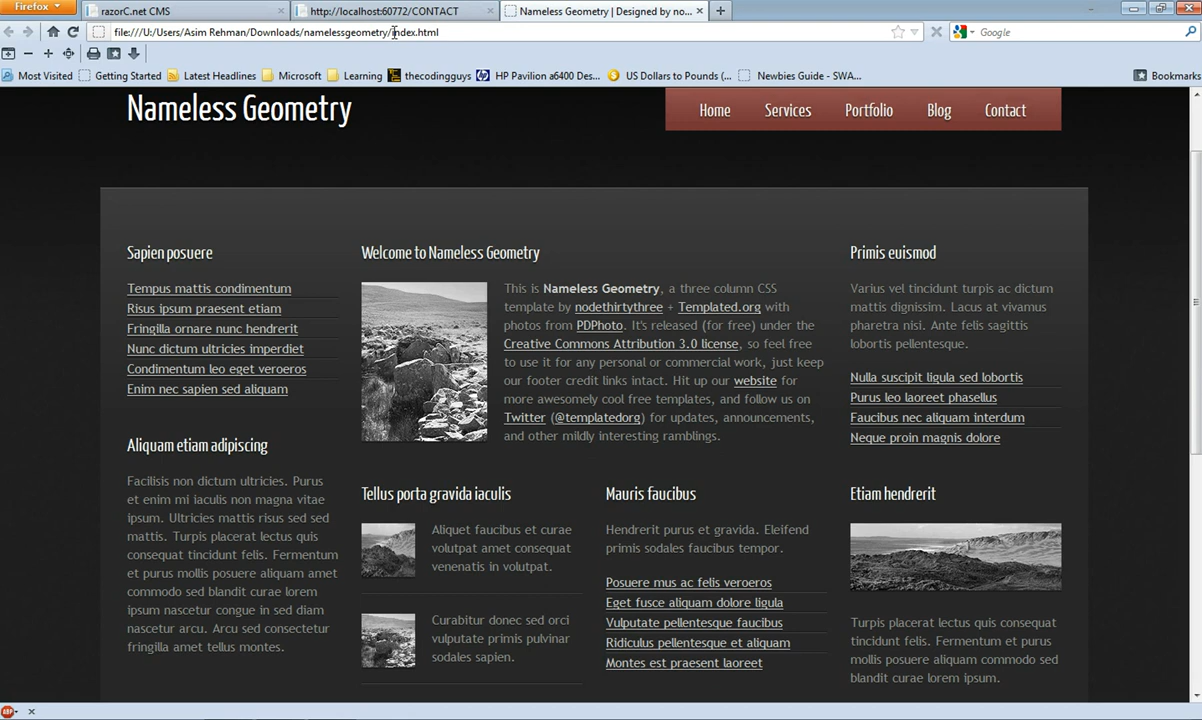 Firefox
razorC.net CMS
http://localhost:60772/CONTACT
Nameless Geometry | Designed by no...
file:///U:/Users/Asim Rehman/Downloads/namelessgeometry/index.html
Google
Most Visited
Getting Started
Latest Headlines
Microsoft
Learning
thecodingguys
HP Pavilion a6400 Des...
US Dollars to Pounds (...
Newbies Guide - SWA...
Bookmarks
Nameless Geometry
Home
Services
Portfolio
Blog
Contact
Sapien posuere
Tempus mattis condimentum
Risus ipsum praesent etiam
Fringilla ornare nunc hendrerit
Nunc dictum ultricies imperdiet
Condimentum leo eget veroeros
Enim nec sapien sed aliquam
Aliquam etiam adipiscing
Facilisis non dictum ultricies. Purus
et enim mi iaculis non magna vitae
ipsum. Ultricies mattis risus sed sed
mattis. Turpis placerat lectus quis
consequat tincidunt felis. Fermentum
et purus mollis posuere aliquam amet
commodo sed blandit curae lorem
ipsum nascetur congue in sed diam
nascetur arcu. Arcu sed consectetur
fringilla amet tellus montes.
Welcome to Nameless Geometry
This is Nameless Geometry, a three column CSS
template by nodethirtythree + Templated.org with
photos from PDPhoto. It's released (for free) under the
Creative Commons Attribution 3.0 license, so feel free
to use it for any personal or commercial work, just keep
our footer credit links intact. Hit up our website for
more awesomely cool free templates, and follow us on
Twitter (@templatedorg) for updates, announcements,
and other mildly interesting ramblings.
Tellus porta gravida iaculis
Aliquet faucibus et curae
volutpat amet consequat
venenatis in volutpat.
Curabitur donec sed orci
vulputate primis pulvinar
sodales sapien.
Mauris faucibus
Hendrerit purus et gravida. Eleifend
primis sodales faucibus tempor.
Posuere mus ac felis veroeros
Eget fusce aliquam dolore ligula
Vulputate pellentesque faucibus
Ridiculus pellentesque et aliquam
Montes est praesent laoreet
Primis euismod
Varius vel tincidunt turpis ac dictum
mattis dignissim. Lacus at vivamus
pharetra nisi. Ante felis sagittis
lobortis pellentesque.
Nulla suscipit ligula sed lobortis
Purus leo laoreet phasellus
Faucibus nec aliquam interdum
Neque proin magnis dolore
Etiam hendrerit
Turpis placerat lectus quis consequat
tincidunt felis. Fermentum et purus
mollis posuere aliquam commodo sed
blandit curae lorem ipsum.
ABP